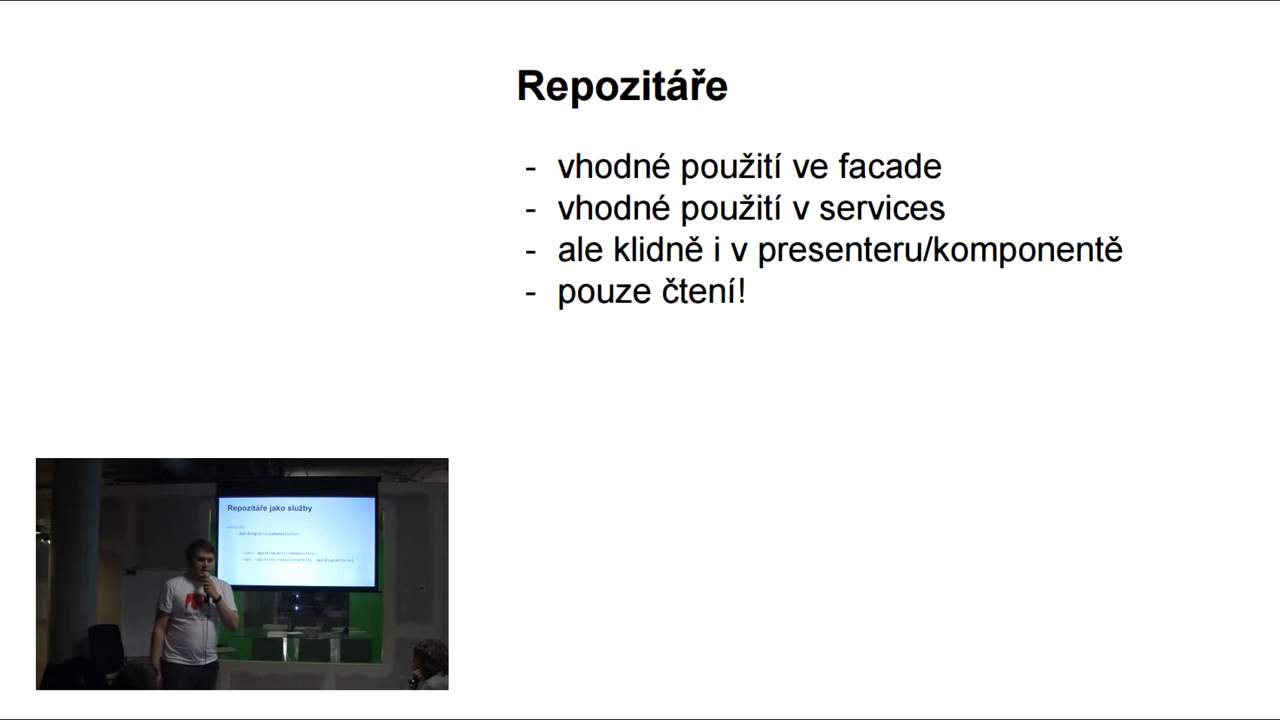 Repozitáře
- vhodné použití ve facade
- vhodné použití v services
- ale klidně i v presenteru/komponentě
- pouze čtení!
Repozitáře jako služby